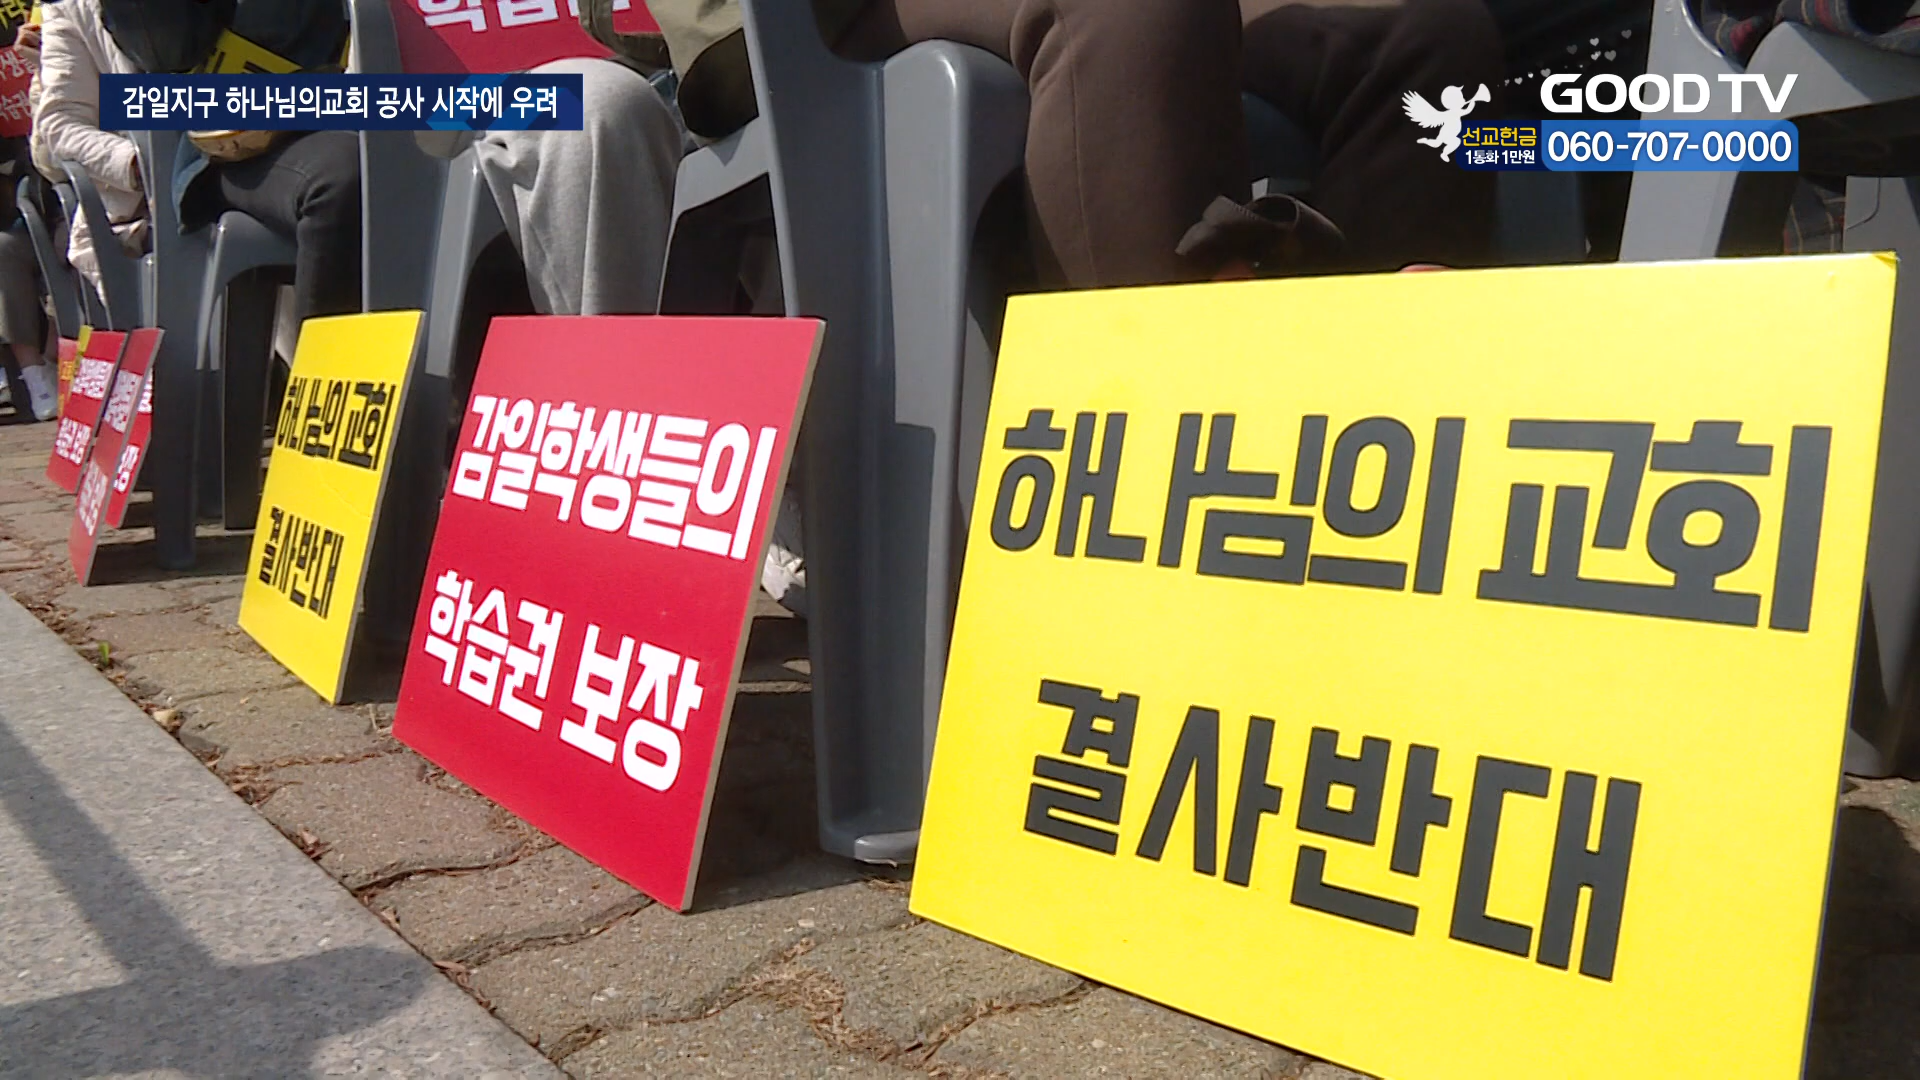 감일지구 하나님의교회 공사 시작에 우려
GOOD TV
선교헌금
1통화 1만원
060-707-0000
학습권
하나님의 교회
결사반대
감일학생들의
학습권 보장
하나님의 교회
결사반대